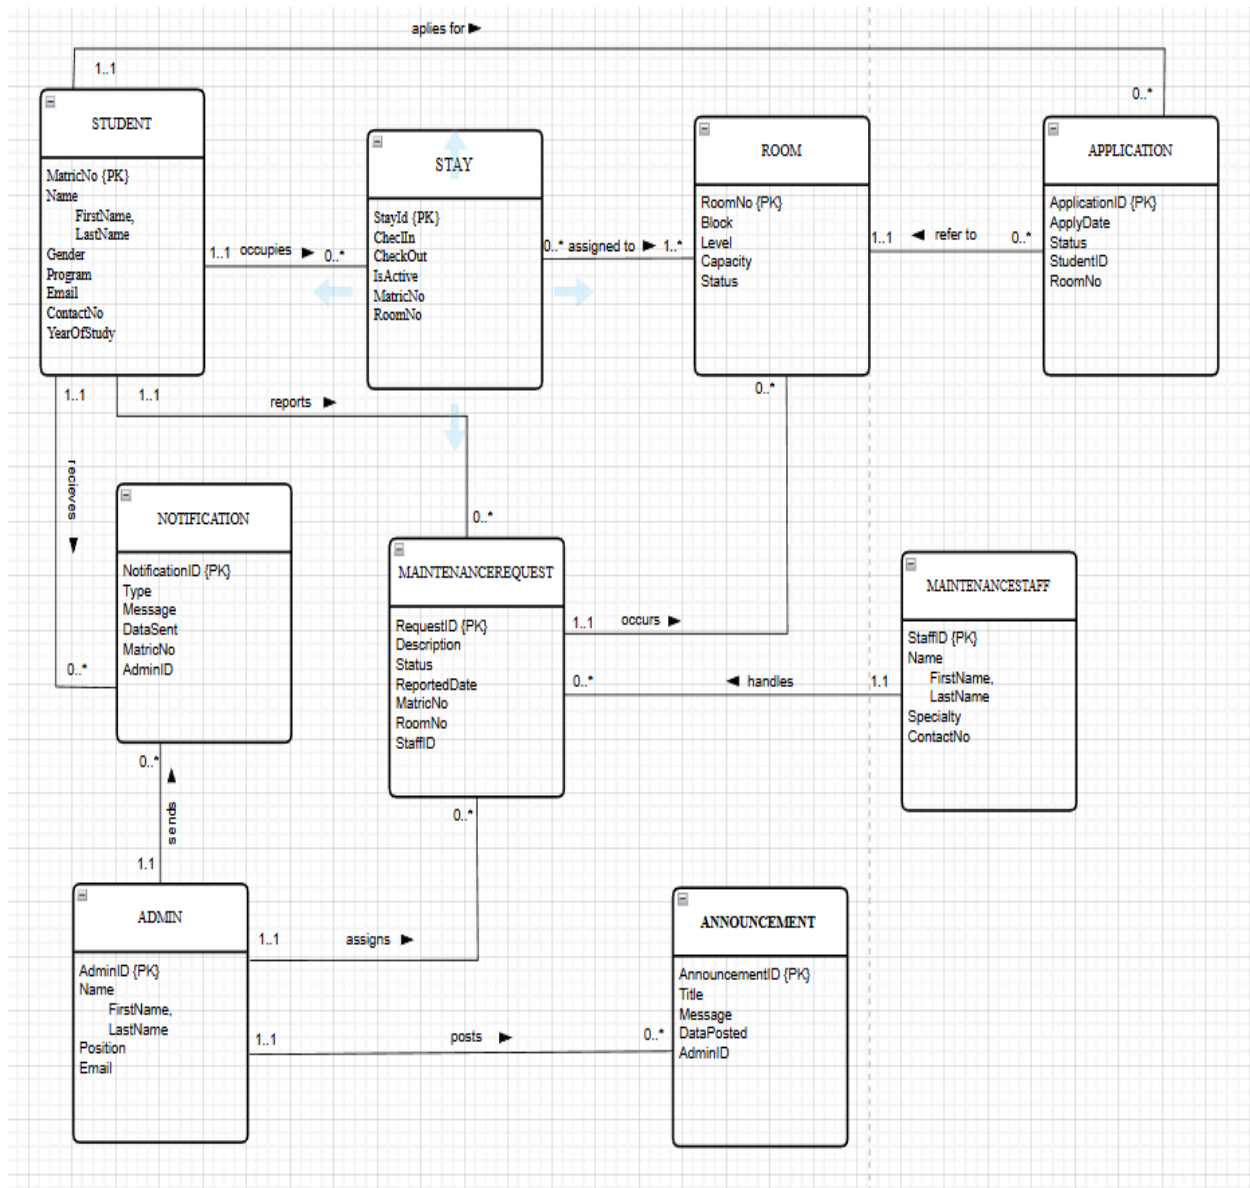 aplies for ►
1..1
0..*
STUDENT
MatricNo {PK}
Name
FirstName,
LastName
Gender
Program
Email
ContactNo
YearOfStudy
STAY
StayId {PK}
ChecIIn
CheckOut
IsActive
MatricNo
RoomNo
ROOM
RoomNo {PK}
Block
Level
Capacity
Status
APPLICATION
ApplicationID {PK}
ApplyDate
Status
StudentID
RoomNo
1..1 occupies ► 0..*
0..* assigned to ► 1..*
1..1 ◄ refer to 0..*
1..1
1..1
reports ►
0..*
0..*
recieves
0..*
NOTIFICATION
NotificationID {PK}
Type
Message
DataSent
MatricNo
AdminID
MAINTENANCEREQUEST
RequestID {PK}
Description
Status
ReportedDate
MatricNo
RoomNo
StaffID
1..1 occurs ►
0..* ◄ handles 1.1
MAINTENANCESTAFF
StaffID {PK}
Name
FirstName,
LastName
Specialty
ContactNo
0..*
sends
1.1
0..*
ADMIN
AdminID {PK}
Name
FirstName,
LastName
Position
Email
1..1 assigns ►
1..1 posts ► 0..*
ANNOUNCEMENT
AnnouncementID {PK}
Title
Message
DataPosted
AdminID